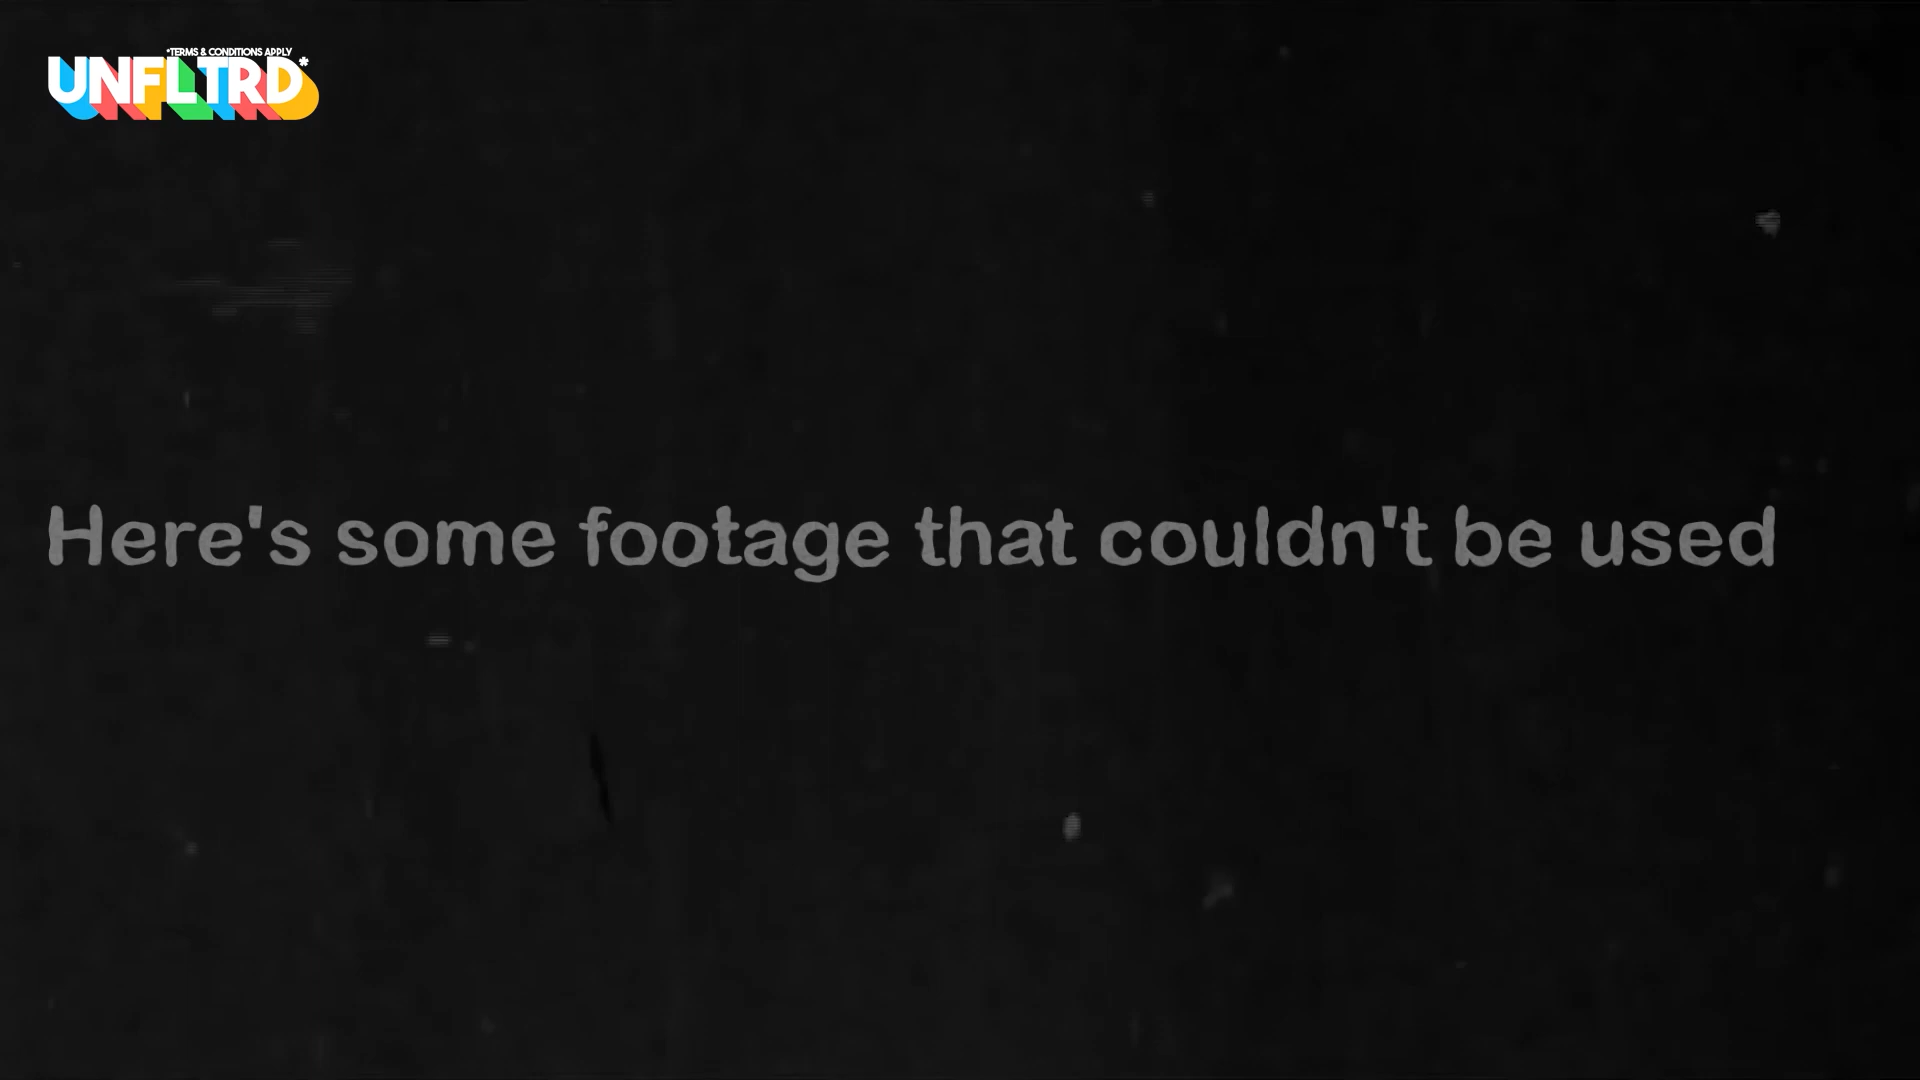 *TERMS & CONDITIONS APPLY
UNFLTRD*
Here's some footage that couldn't be used